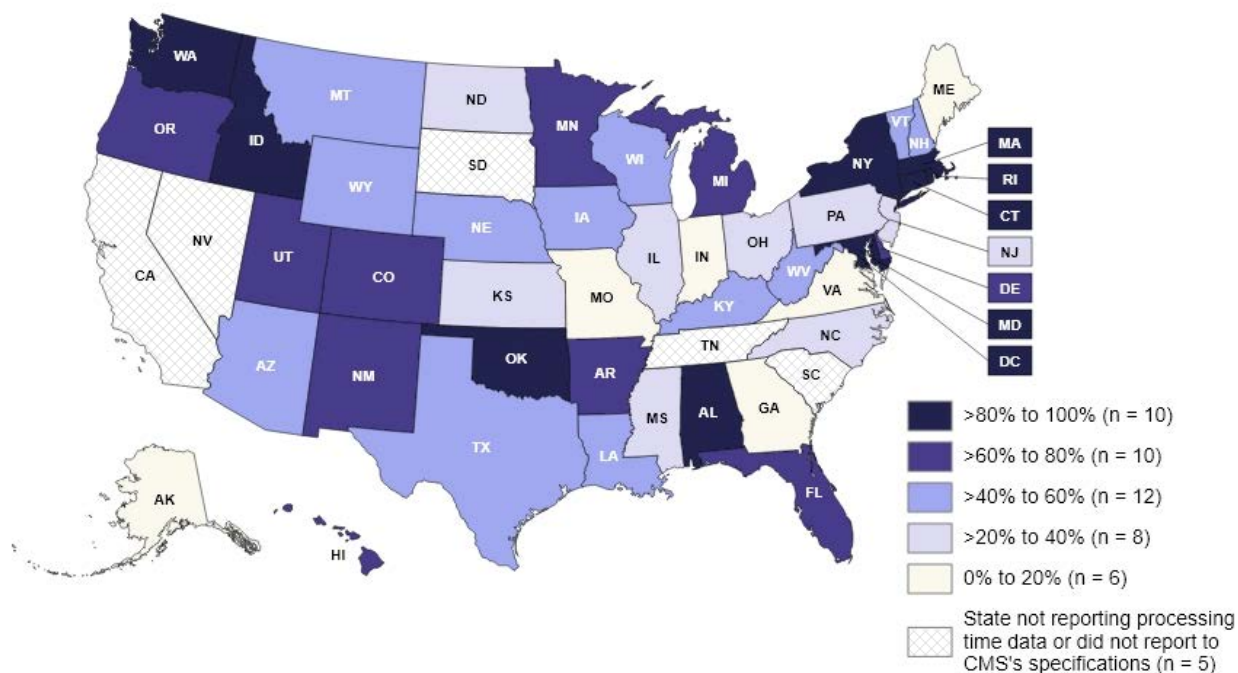 WA
MT
ND
ME
OR
ID
MN
VT
NH
MA
SD
WI
NY
RI
WY
MI
CT
IA
PA
NE
NJ
NV
OH
IL
IN
UT
DE
CA
CO
WV
KS
MO
VA
KY
MD
NC
TN
DC
OK
AZ
NM
AR
SC
MS
AL
GA
>80% to 100% (n = 10)
TX
LA
>60% to 80% (n = 10)
FL
AK
>40% to 60% (n = 12)
>20% to 40% (n = 8)
HI
0% to 20% (n = 6)
State not reporting processing
time data or did not report to
CMS's specifications (n = 5)